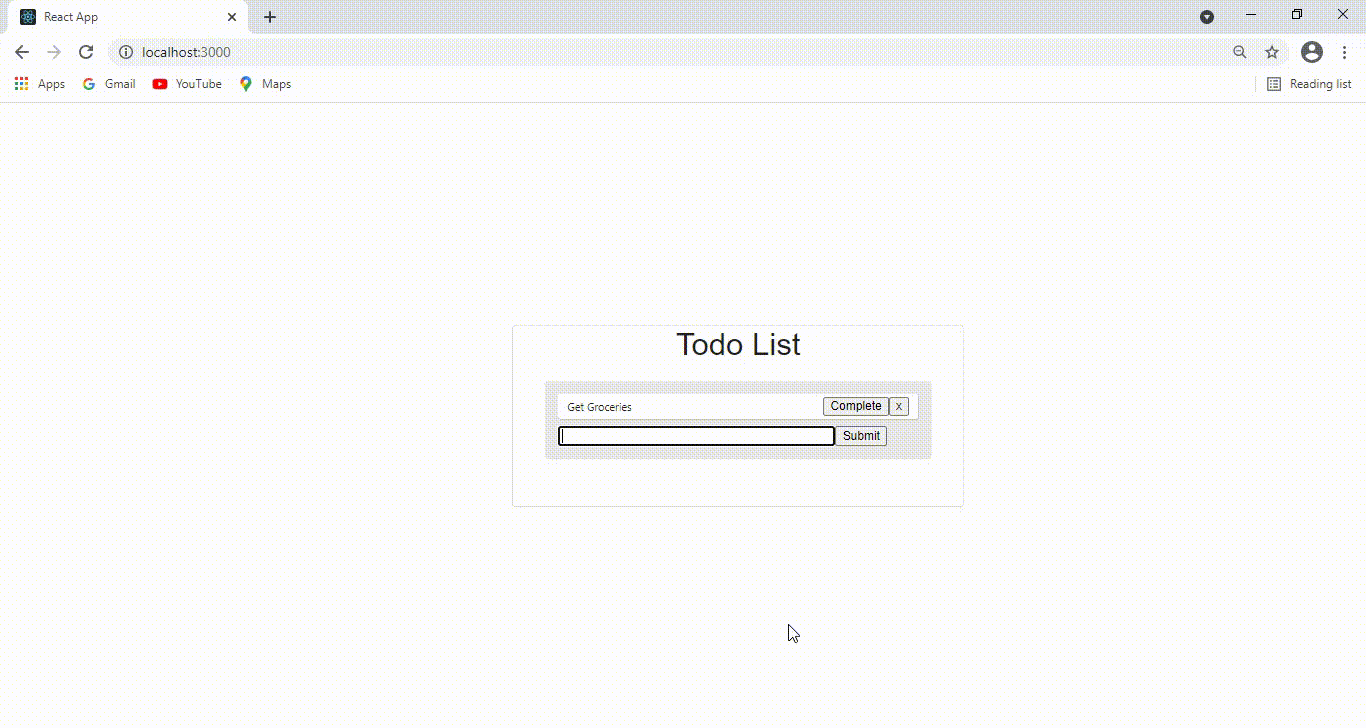 React App
localhost:3000
Apps Gmail YouTube Maps Reading list
Todo List
Get Groceries Complete x
Submit